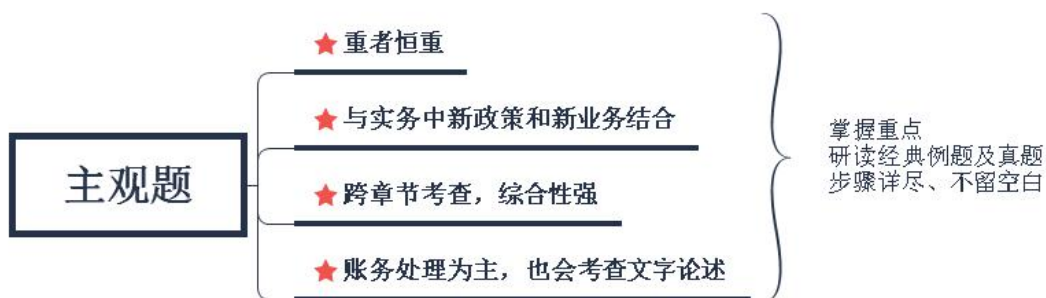 主观题
重者恒重
与实务中新政策和新业务结合
跨章节考查，综合性强
账务处理为主，也会考查文字论述
掌握重点
研读经典例题及真题
步骤详尽、不留空白